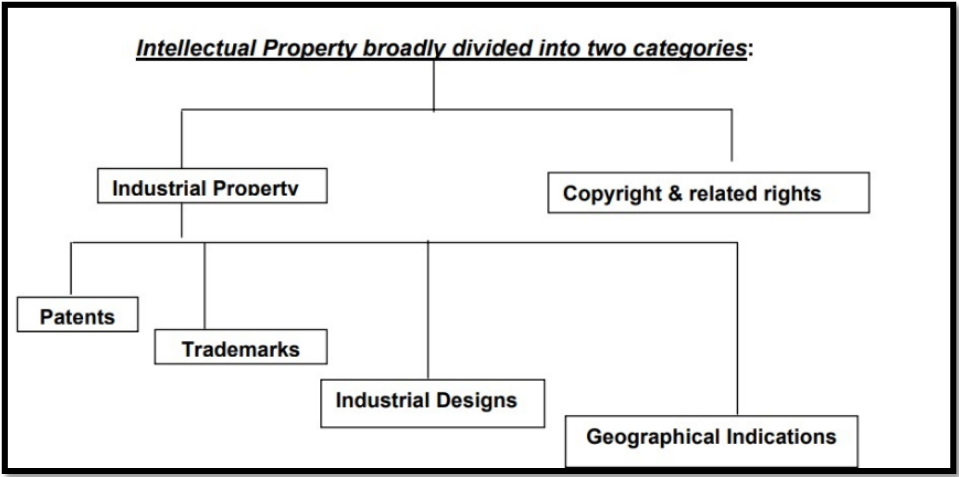 Intellectual Property broadly divided into two categories:
Industrial Property
Copyright & related rights
Patents
Trademarks
Industrial Designs
Geographical Indications